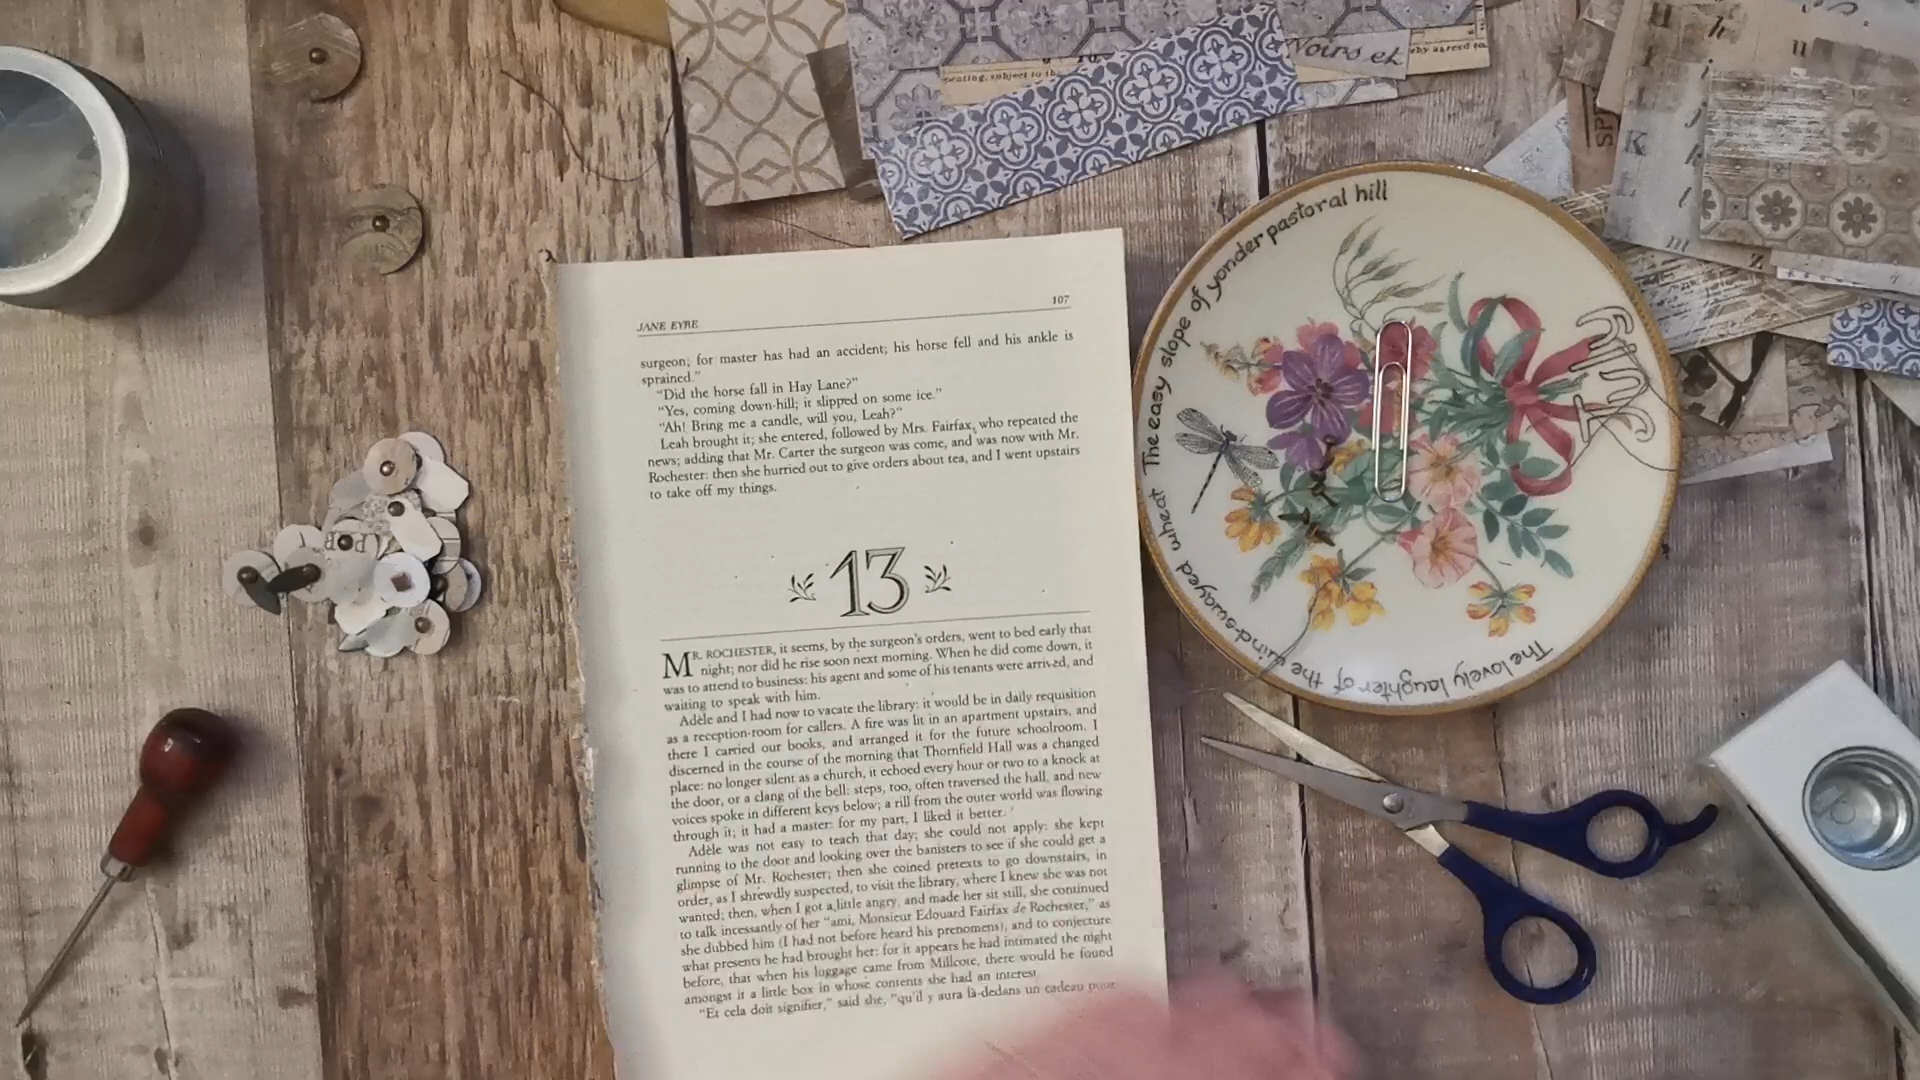 Noirs et
by agreed to
oeating, subject to th
107
JANE EYRE
surgeon; for master has had an accident; his horse fell and his ankle is
sprained."
"Did the horse fall in Hay Lane?"
"Yes, coming down-hill; it slipped on some ice."
"Ah! Bring me a candle, will you, Leah?"
Leah brought it; she entered, followed by Mrs. Fairfax, who repeated the
news; adding that Mr. Carter the surgeon was come, and was now with Mr.
Rochester: then she hurried out to give orders about tea, and I went upstairs
to take off my things.
13
MR. ROCHESTER, it seems, by the surgeon's orders, went to bed early that
night; nor did he rise soon next morning. When he did come down, it
was to attend to business: his agent and some of his tenants were arrived, and
waiting to speak with him.
Adèle and I had now to vacate the library: it would be in daily requisition
as a reception-room for callers. A fire was lit in an apartment upstairs, and
there I carried our books, and arranged it for the future schoolroom. I
discerned in the course of the morning that Thornfield Hall was a changed
place: no longer silent as a church, it echoed every hour or two to a knock at
the door, or a clang of the bell: steps, too, often traversed the hall, and new
voices spoke in different keys below; a rill from the outer world was flowing
through it; it had a master: for my part, I liked it better.
Adèle was not easy to teach that day; she could not apply: she kept
running to the door and looking over the banisters to see if she could get a
glimpse of Mr. Rochester; then she coined pretexts to go downstairs, in
order, as I shrewdly suspected, to visit the library, where I knew she was not
wanted; then, when I got a little angry, and made her sit still, she continued
to talk incessantly of her "ami, Monsieur Edouard Fairfax de Rochester," as
she dubbed him (I had not before heard his prenomens), and to conjecture
what presents he had brought her: for it appears he had intimated the night
before, that when his luggage came from Millcote, there would be found
amongst it a little box in whose contents she had an interest.
"Et cela doit signifier," said she, "qu'il y aura là-dedans un cadeau pour
The lovely laughter of the wind-swayed wheat The easy slope of yonder pastoral hill